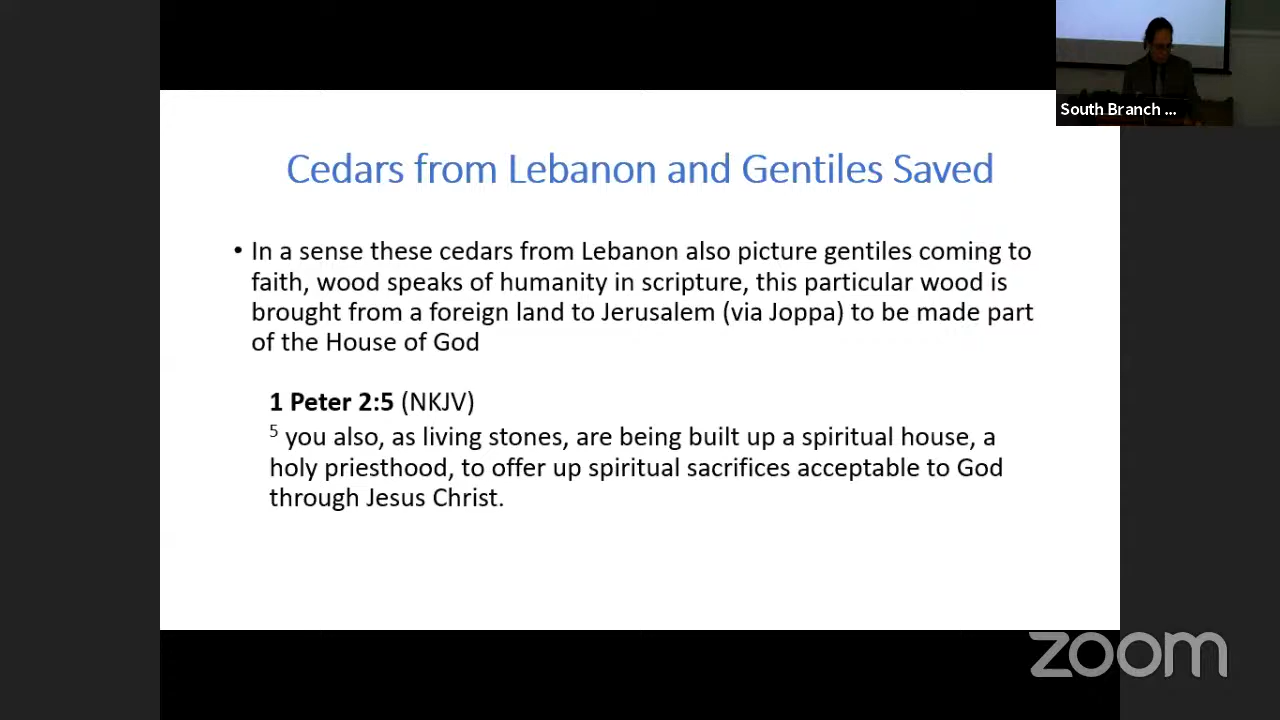 South Branch ...
Cedars from Lebanon and Gentiles Saved
• In a sense these cedars from Lebanon also picture gentiles coming to
faith, wood speaks of humanity in scripture, this particular wood is
brought from a foreign land to Jerusalem (via Joppa) to be made part
of the House of God
1 Peter 2:5 (NKJV)
5 you also, as living stones, are being built up a spiritual house, a
holy priesthood, to offer up spiritual sacrifices acceptable to God
through Jesus Christ.
zoom